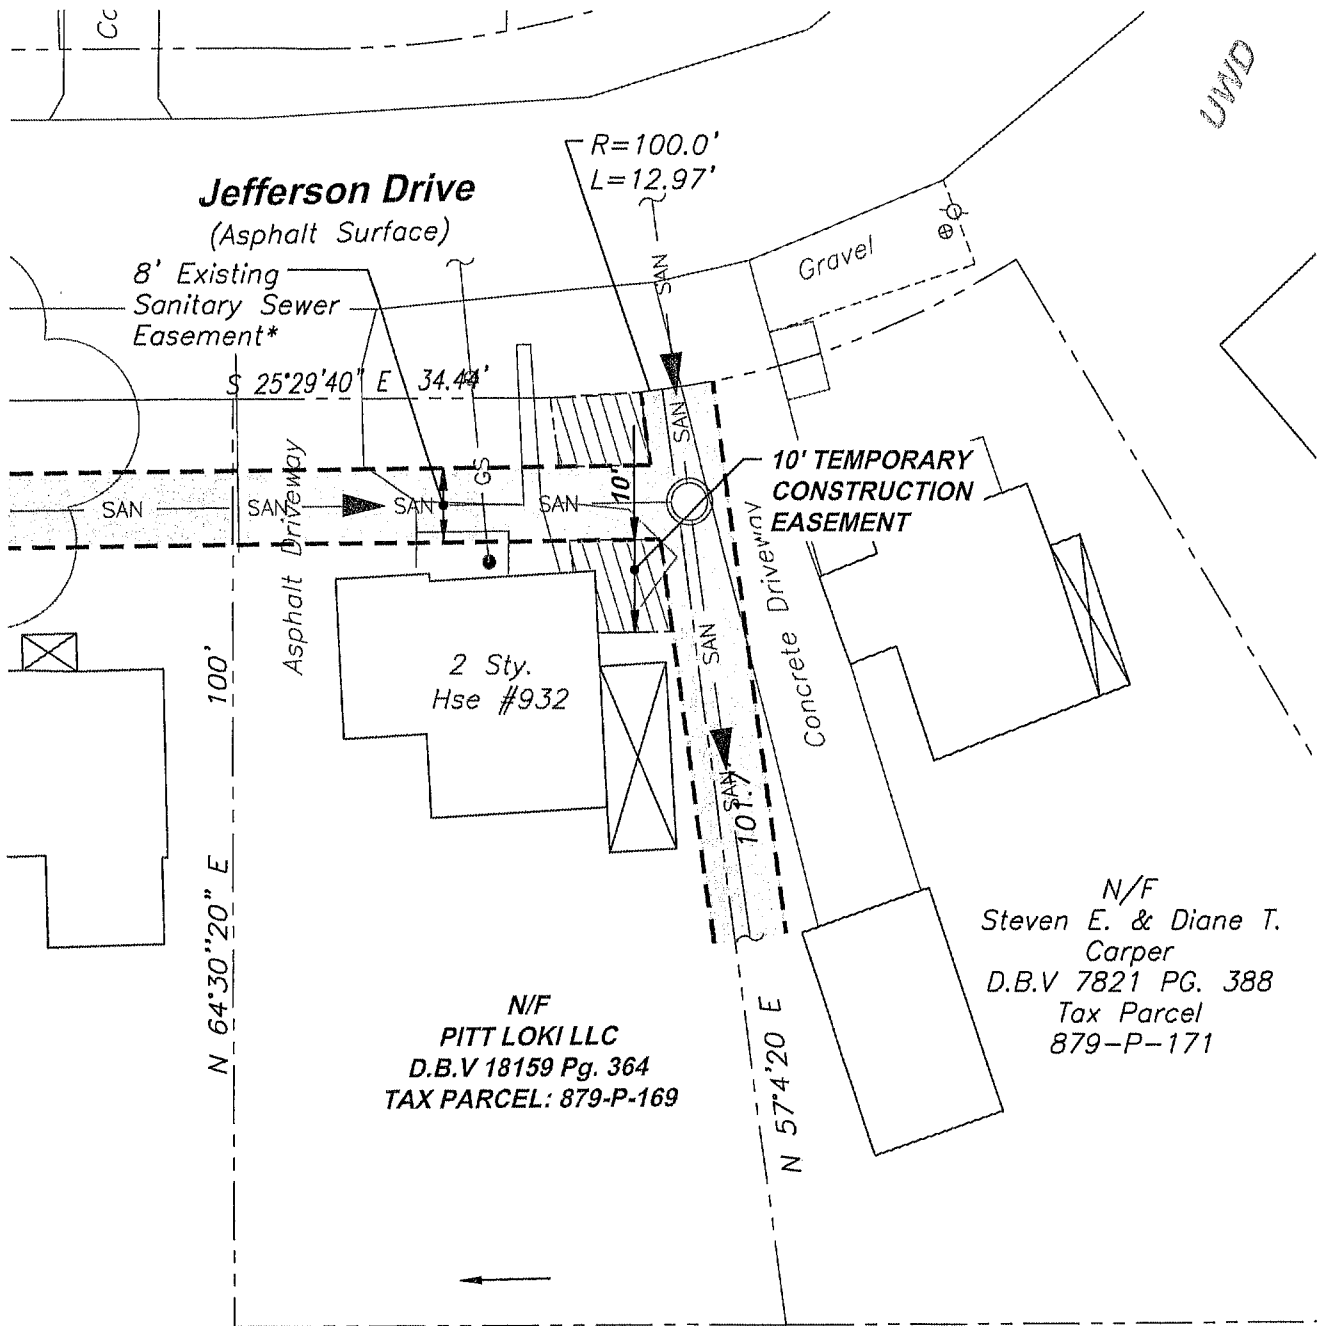 Co
UWD
R=100.0'
L=12.97'
Jefferson Drive
(Asphalt Surface)
8' Existing
Sanitary Sewer
Easement*
SAN
Gravel
S 25°29'40" E 34.44'
SAN
Asphalt Driveway
GS
10'
10' TEMPORARY
CONSTRUCTION
EASEMENT
SAN
SAN
SAN
SAN
Concrete Driveway
2 Sty.
Hse #932
SAN
100'
N 64°30"20" E
SAN
101.7
N/F
Steven E. & Diane T.
Carper
D.B.V 7821 PG. 388
Tax Parcel
879-P-171
N/F
PITT LOKI LLC
D.B.V 18159 Pg. 364
TAX PARCEL: 879-P-169
N 57°4'20 E